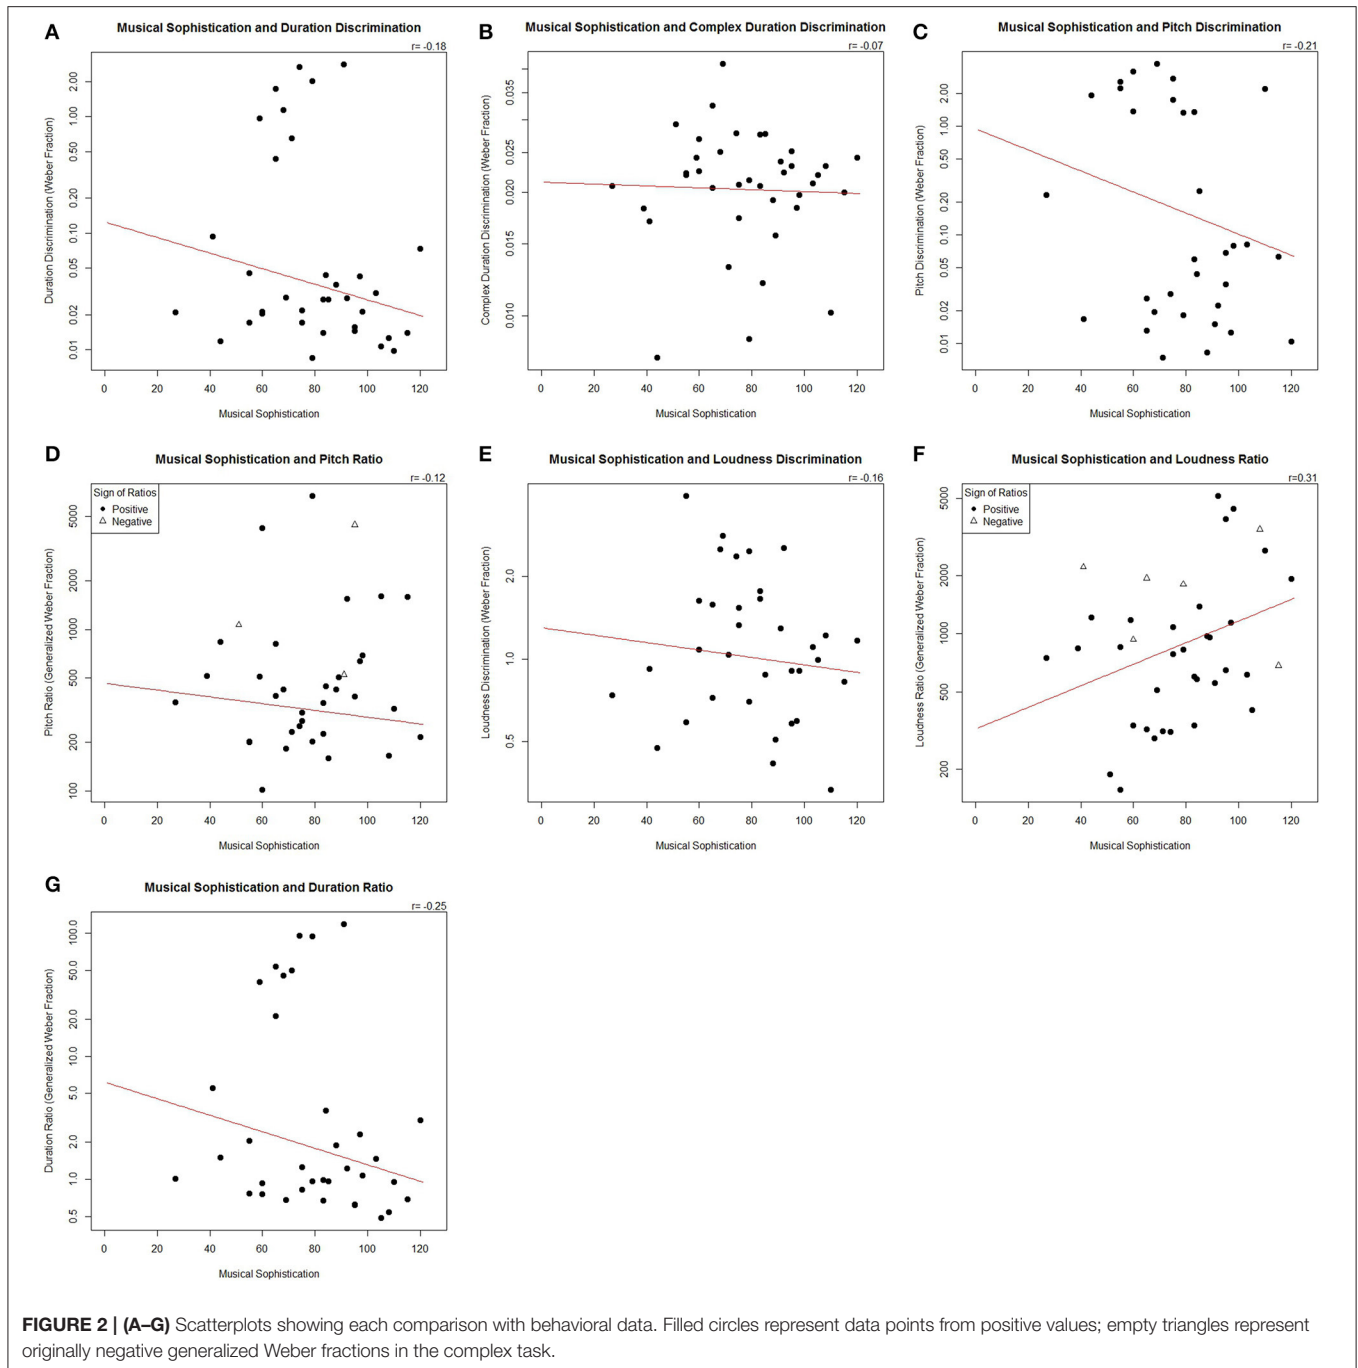 A
Musical Sophistication and Duration Discrimination
r= -0.18
Duration Discrimination (Weber Fraction)
2.00
1.00
0.50
0.20
0.10
0.05
0.02
0.01
0 20 40 60 80 100 120
Musical Sophistication
B
Musical Sophistication and Complex Duration Discrimination
r= -0.07
Complex Duration Discrimination (Weber Fraction)
0.035
0.025
0.020
0.015
0.010
0 20 40 60 80 100 120
Musical Sophistication
C
Musical Sophistication and Pitch Discrimination
r= -0.21
Pitch Discrimination (Weber Fraction)
2.00
1.00
0.50
0.20
0.10
0.05
0.02
0.01
0 20 40 60 80 100 120
Musical Sophistication
D
Musical Sophistication and Pitch Ratio
r= -0.12
Sign of Ratios
Positive
Negative
Pitch Ratio (Generalized Weber Fraction)
5000
2000
1000
500
200
100
0 20 40 60 80 100 120
Musical Sophistication
E
Musical Sophistication and Loudness Discrimination
r= -0.16
Loudness Discrimination (Weber Fraction)
2.0
1.0
0.5
0 20 40 60 80 100 120
Musical Sophistication
F
Musical Sophistication and Loudness Ratio
r=0.31
Sign of Ratios
Positive
Negative
Loudness Ratio (Generalized Weber Fraction)
5000
2000
1000
500
200
0 20 40 60 80 100 120
Musical Sophistication
G
Musical Sophistication and Duration Ratio
r= -0.25
Duration Ratio (Generalized Weber Fraction)
100.0
50.0
20.0
10.0
5.0
2.0
1.0
0.5
0 20 40 60 80 100 120
Musical Sophistication
FIGURE 2 | (A–G) Scatterplots showing each comparison with behavioral data. Filled circles represent data points from positive values; empty triangles represent
originally negative generalized Weber fractions in the complex task.